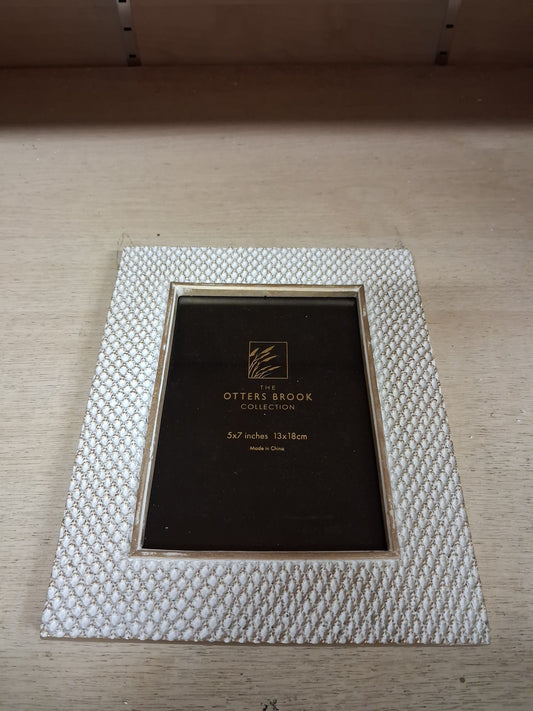 THE
OTTERS BROOK
COLLECTION
5x7 inches 13x18cm
Made in China